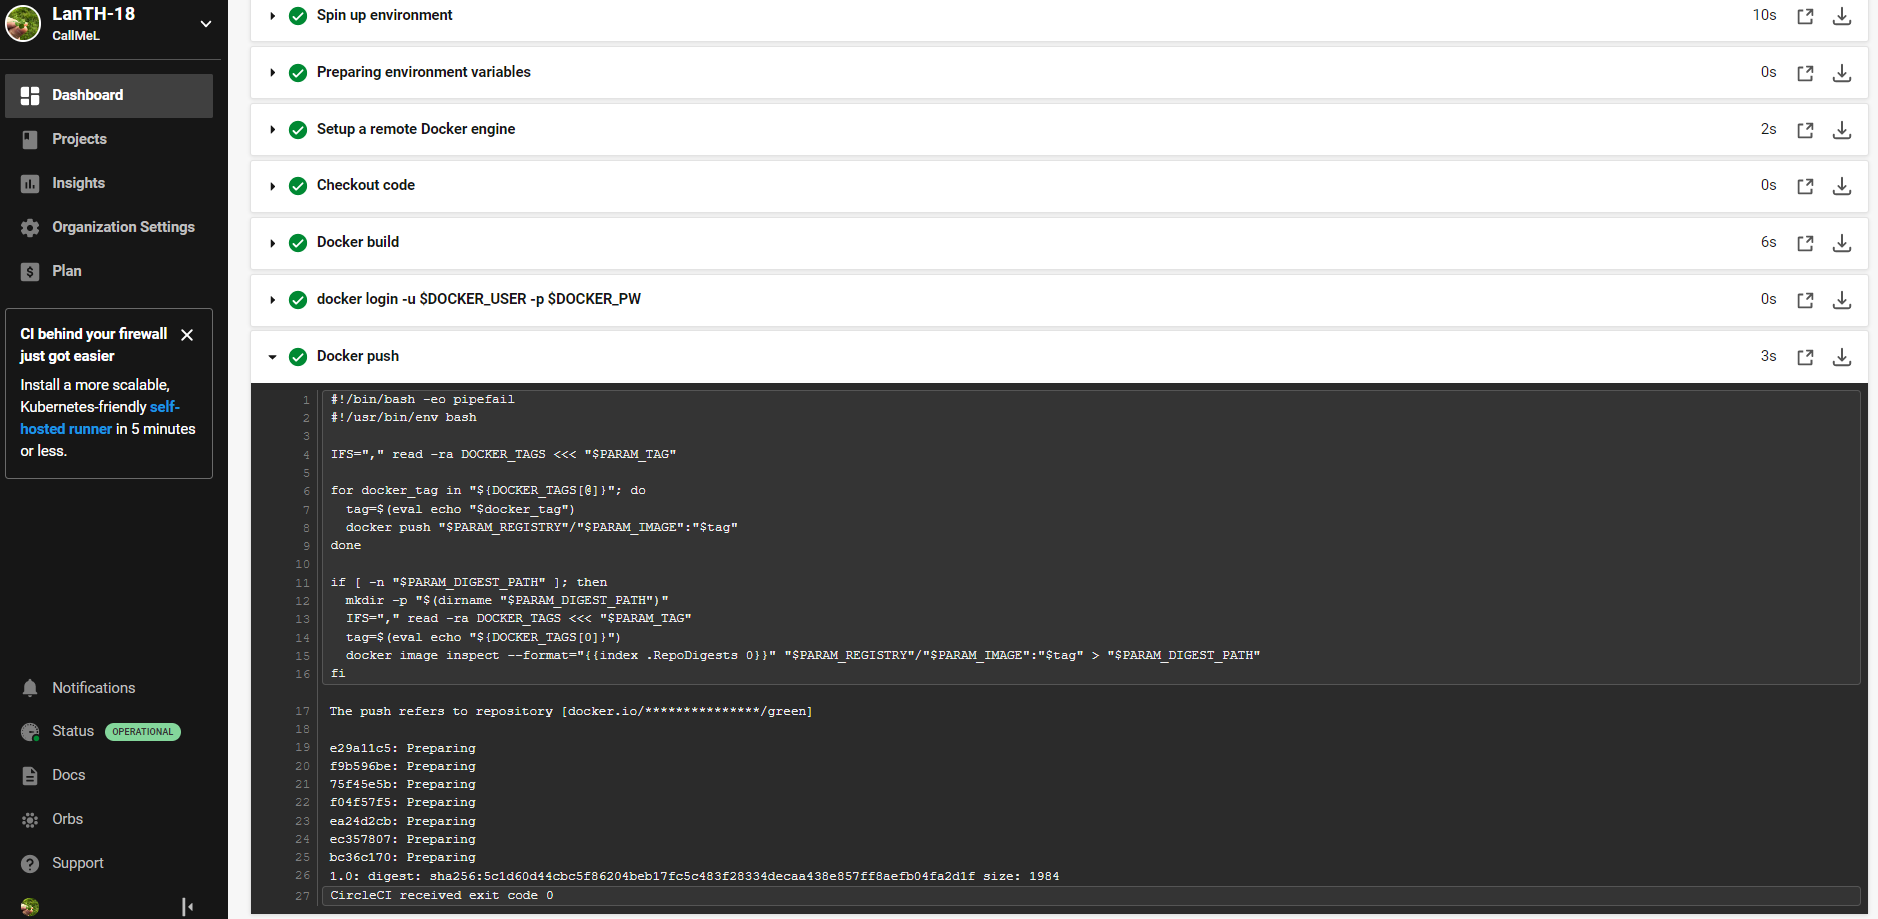 LanTH-18
CallMeL
Dashboard
Projects
Insights
Organization Settings
Plan
CI behind your firewall
just got easier
Install a more scalable,
Kubernetes-friendly self-
hosted runner in 5 minutes
or less.
Notifications
Status OPERATIONAL
Docs
Orbs
Support
Spin up environment 10s
Preparing environment variables 0s
Setup a remote Docker engine 2s
Checkout code 0s
Docker build 6s
docker login -u $DOCKER_USER -p $DOCKER_PW 0s
Docker push 3s
1 #!/bin/bash -eo pipefail
2 #!/usr/bin/env bash
3
4 IFS="," read -ra DOCKER_TAGS <<< "$PARAM_TAG"
5
6 for docker_tag in "${DOCKER_TAGS[@]}"; do
7 tag=$(eval echo "$docker_tag")
8 docker push "$PARAM_REGISTRY"/"$PARAM_IMAGE":"$tag"
9 done
10
11 if [ -n "$PARAM_DIGEST_PATH" ]; then
12 mkdir -p "$(dirname "$PARAM_DIGEST_PATH")"
13 IFS="," read -ra DOCKER_TAGS <<< "$PARAM_TAG"
14 tag=$(eval echo "${DOCKER_TAGS[0]}")
15 docker image inspect --format="{{index .RepoDigests 0}}" "$PARAM_REGISTRY"/"$PARAM_IMAGE":"$tag" > "$PARAM_DIGEST_PATH"
16 fi
17 The push refers to repository [docker.io/***************/green]
18
19 e29a11c5: Preparing
20 f9b596be: Preparing
21 75f45e5b: Preparing
22 f04f57f5: Preparing
23 ea24d2cb: Preparing
24 ec357807: Preparing
25 bc36c170: Preparing
26 1.0: digest: sha256:5c1d60d44cbc5f86204beb17fc5c483f28334decaa438e857ff8aefb04fa2d1f size: 1984
27 CircleCI received exit code 0